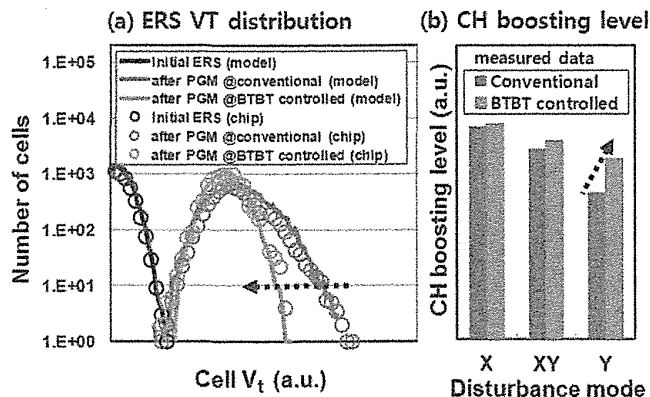 (a) ERS VT distribution
Number of cells
1.E+05
1.E+04
1.E+03
1.E+02
1.E+01
1.E+00
Initial ERS (model)
after PGM @conventional (model)
after PGM @BTBT controlled (model)
Initial ERS (chip)
after PGM @conventional (chip)
after PGM @BTBT controlled (chip)
Cell Vt (a.u.)
(b) CH boosting level
CH boosting level (a.u.)
measured data
Conventional
BTBT controlled
X XY Y
Disturbance mode